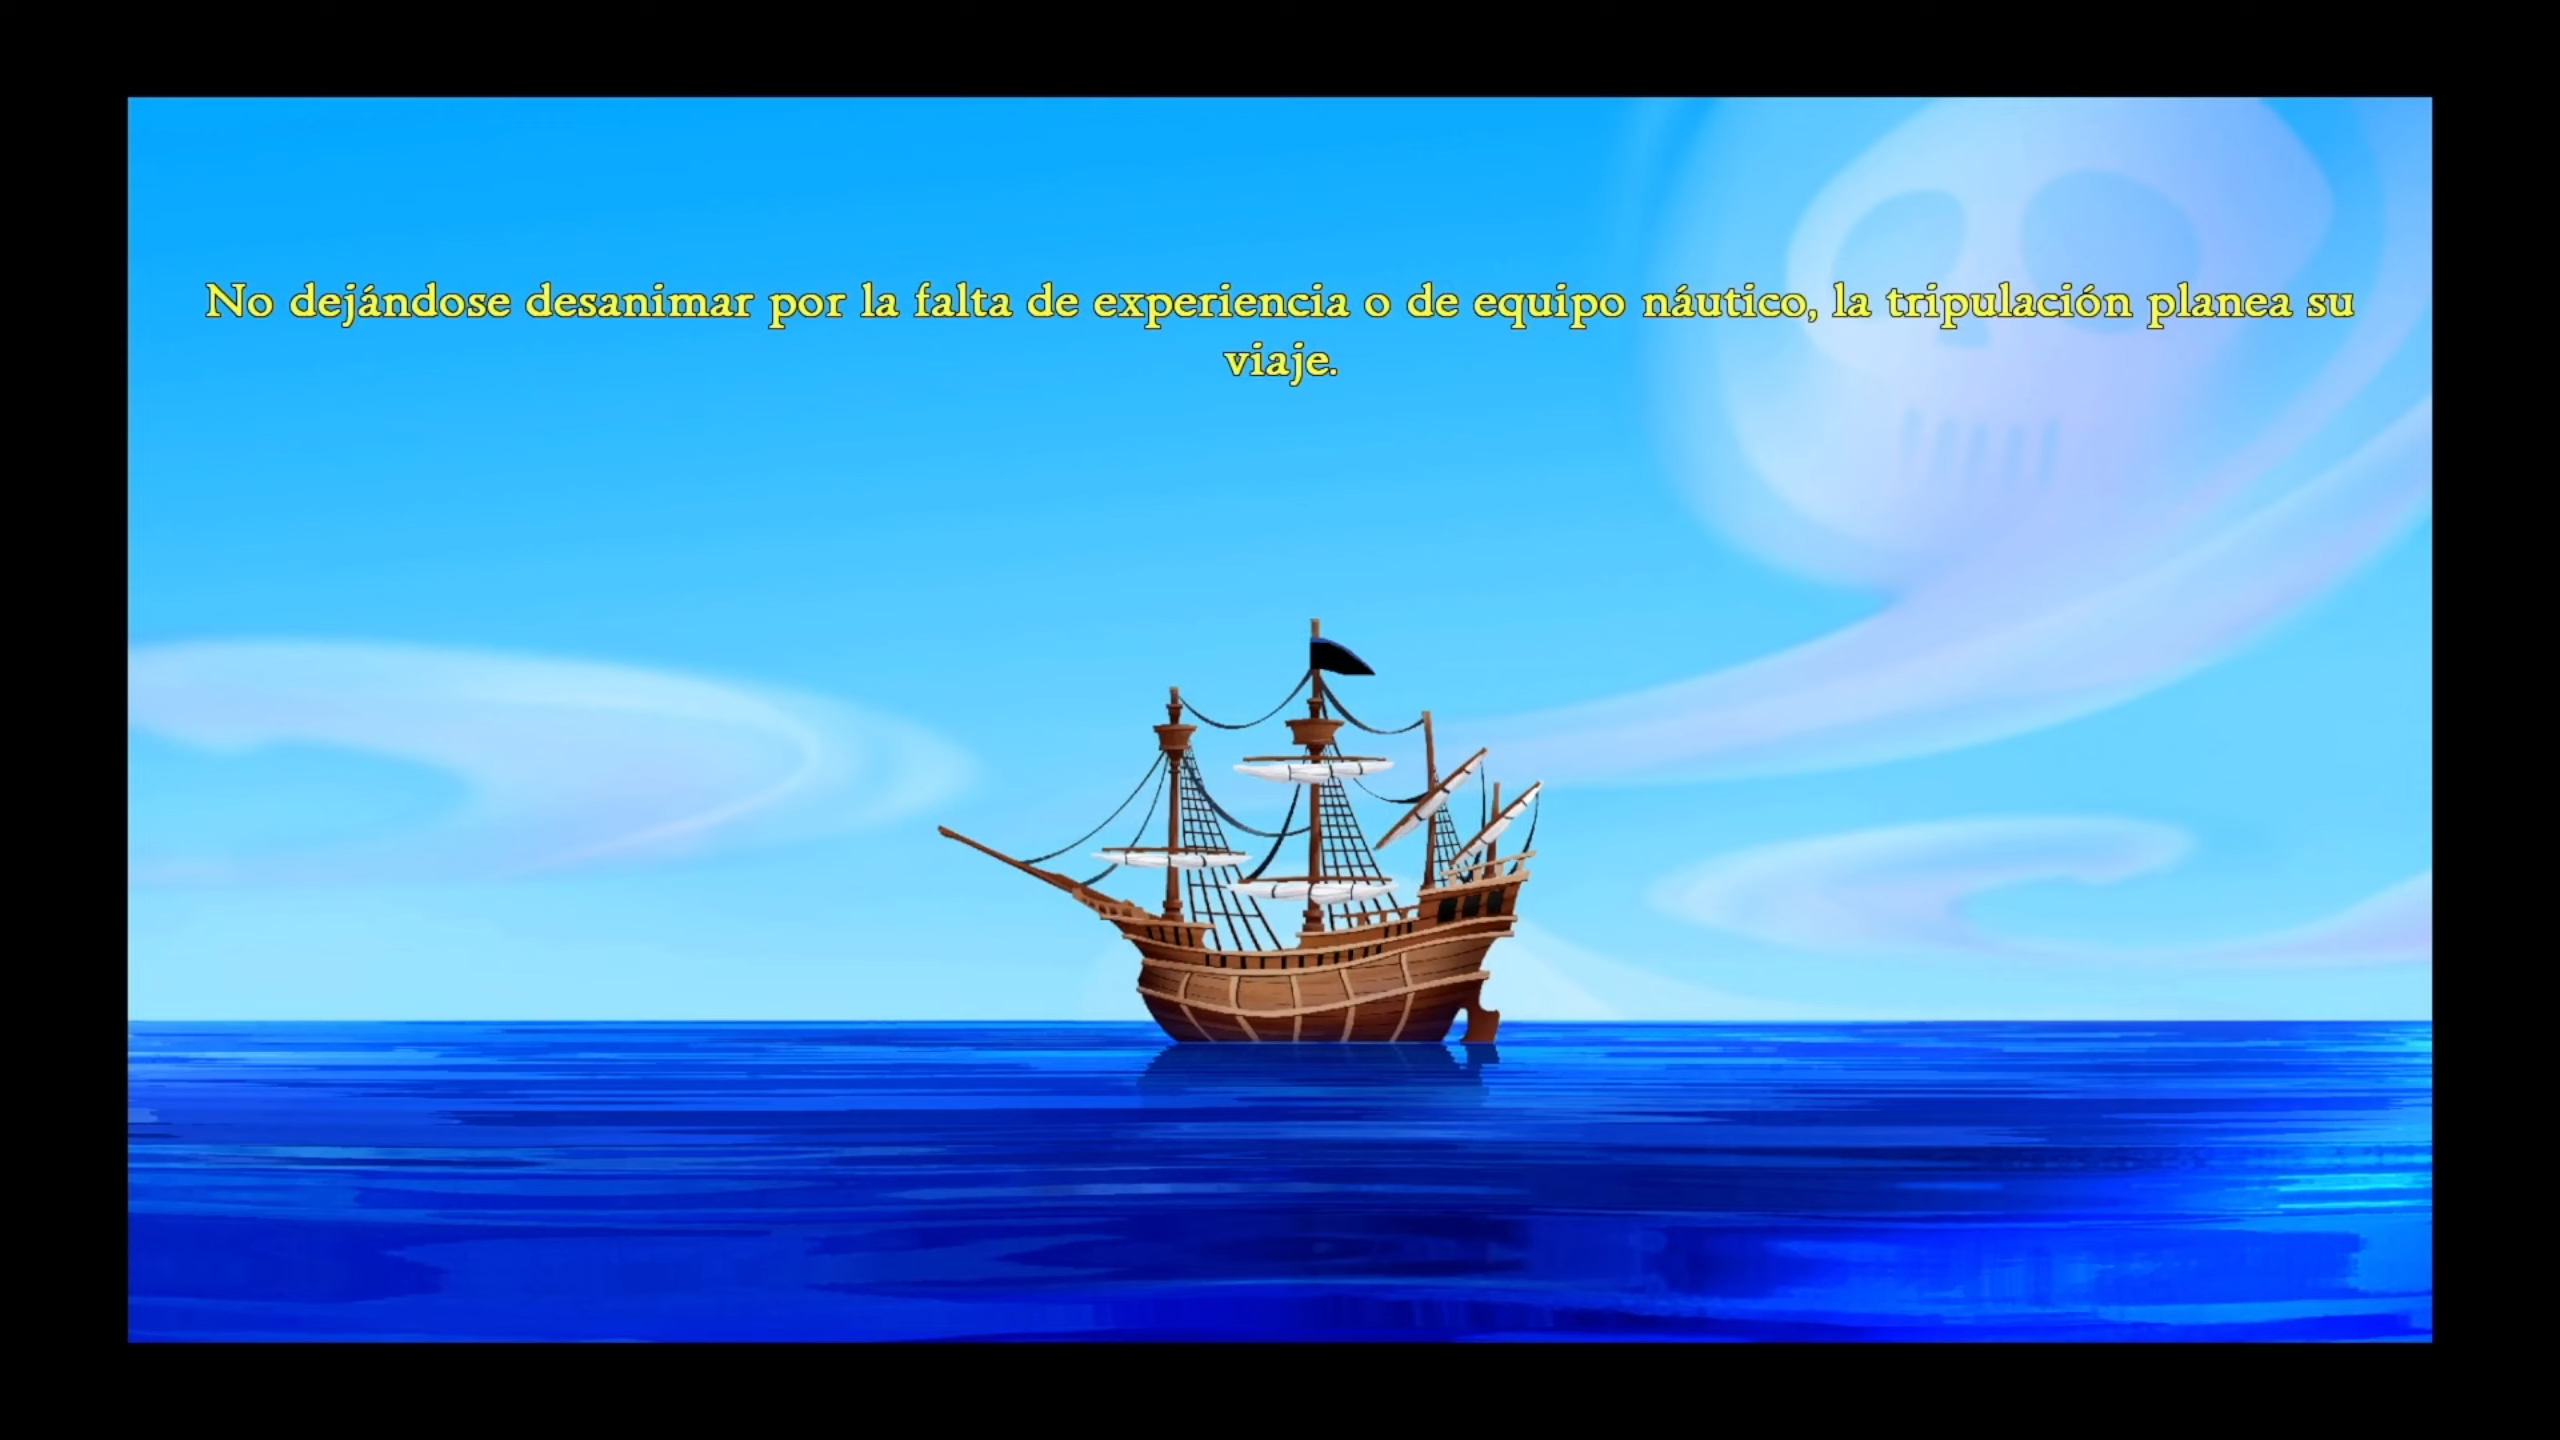 No dejándose desanimar por la falta de experiencia o de equipo náutico, la tripulación planea su
viaje.